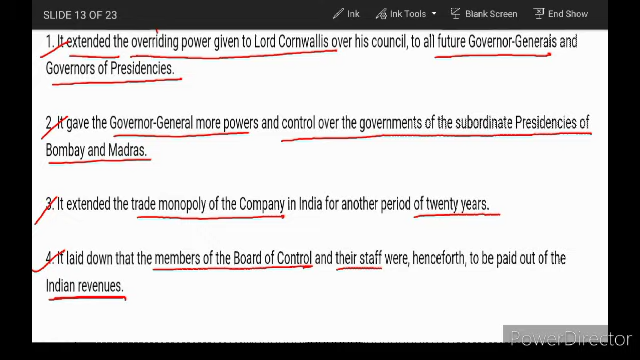 SLIDE 13 OF 23 Ink Ink Tools Blank Screen End Show
1. It extended the overriding power given to Lord Cornwallis over his council, to all future Governor-Generals and
Governors of Presidencies.
2. It gave the Governor-General more powers and control over the governments of the subordinate Presidencies of
Bombay and Madras.
3. It extended the trade monopoly of the Company in India for another period of twenty years.
4. It laid down that the members of the Board of Control and their staff were, henceforth, to be paid out of the
Indian revenues.
PowerDirector